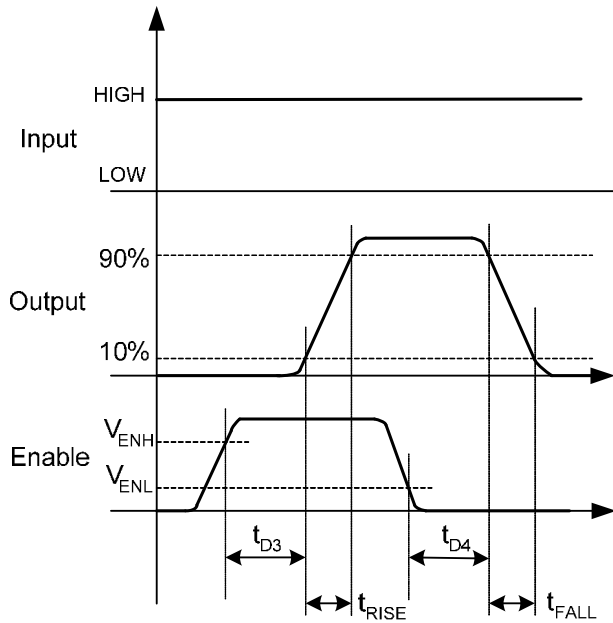 HIGH
Input
LOW
90%
Output
10%
VENH
Enable
VENL
tD3
tD4
tRISE
tFALL